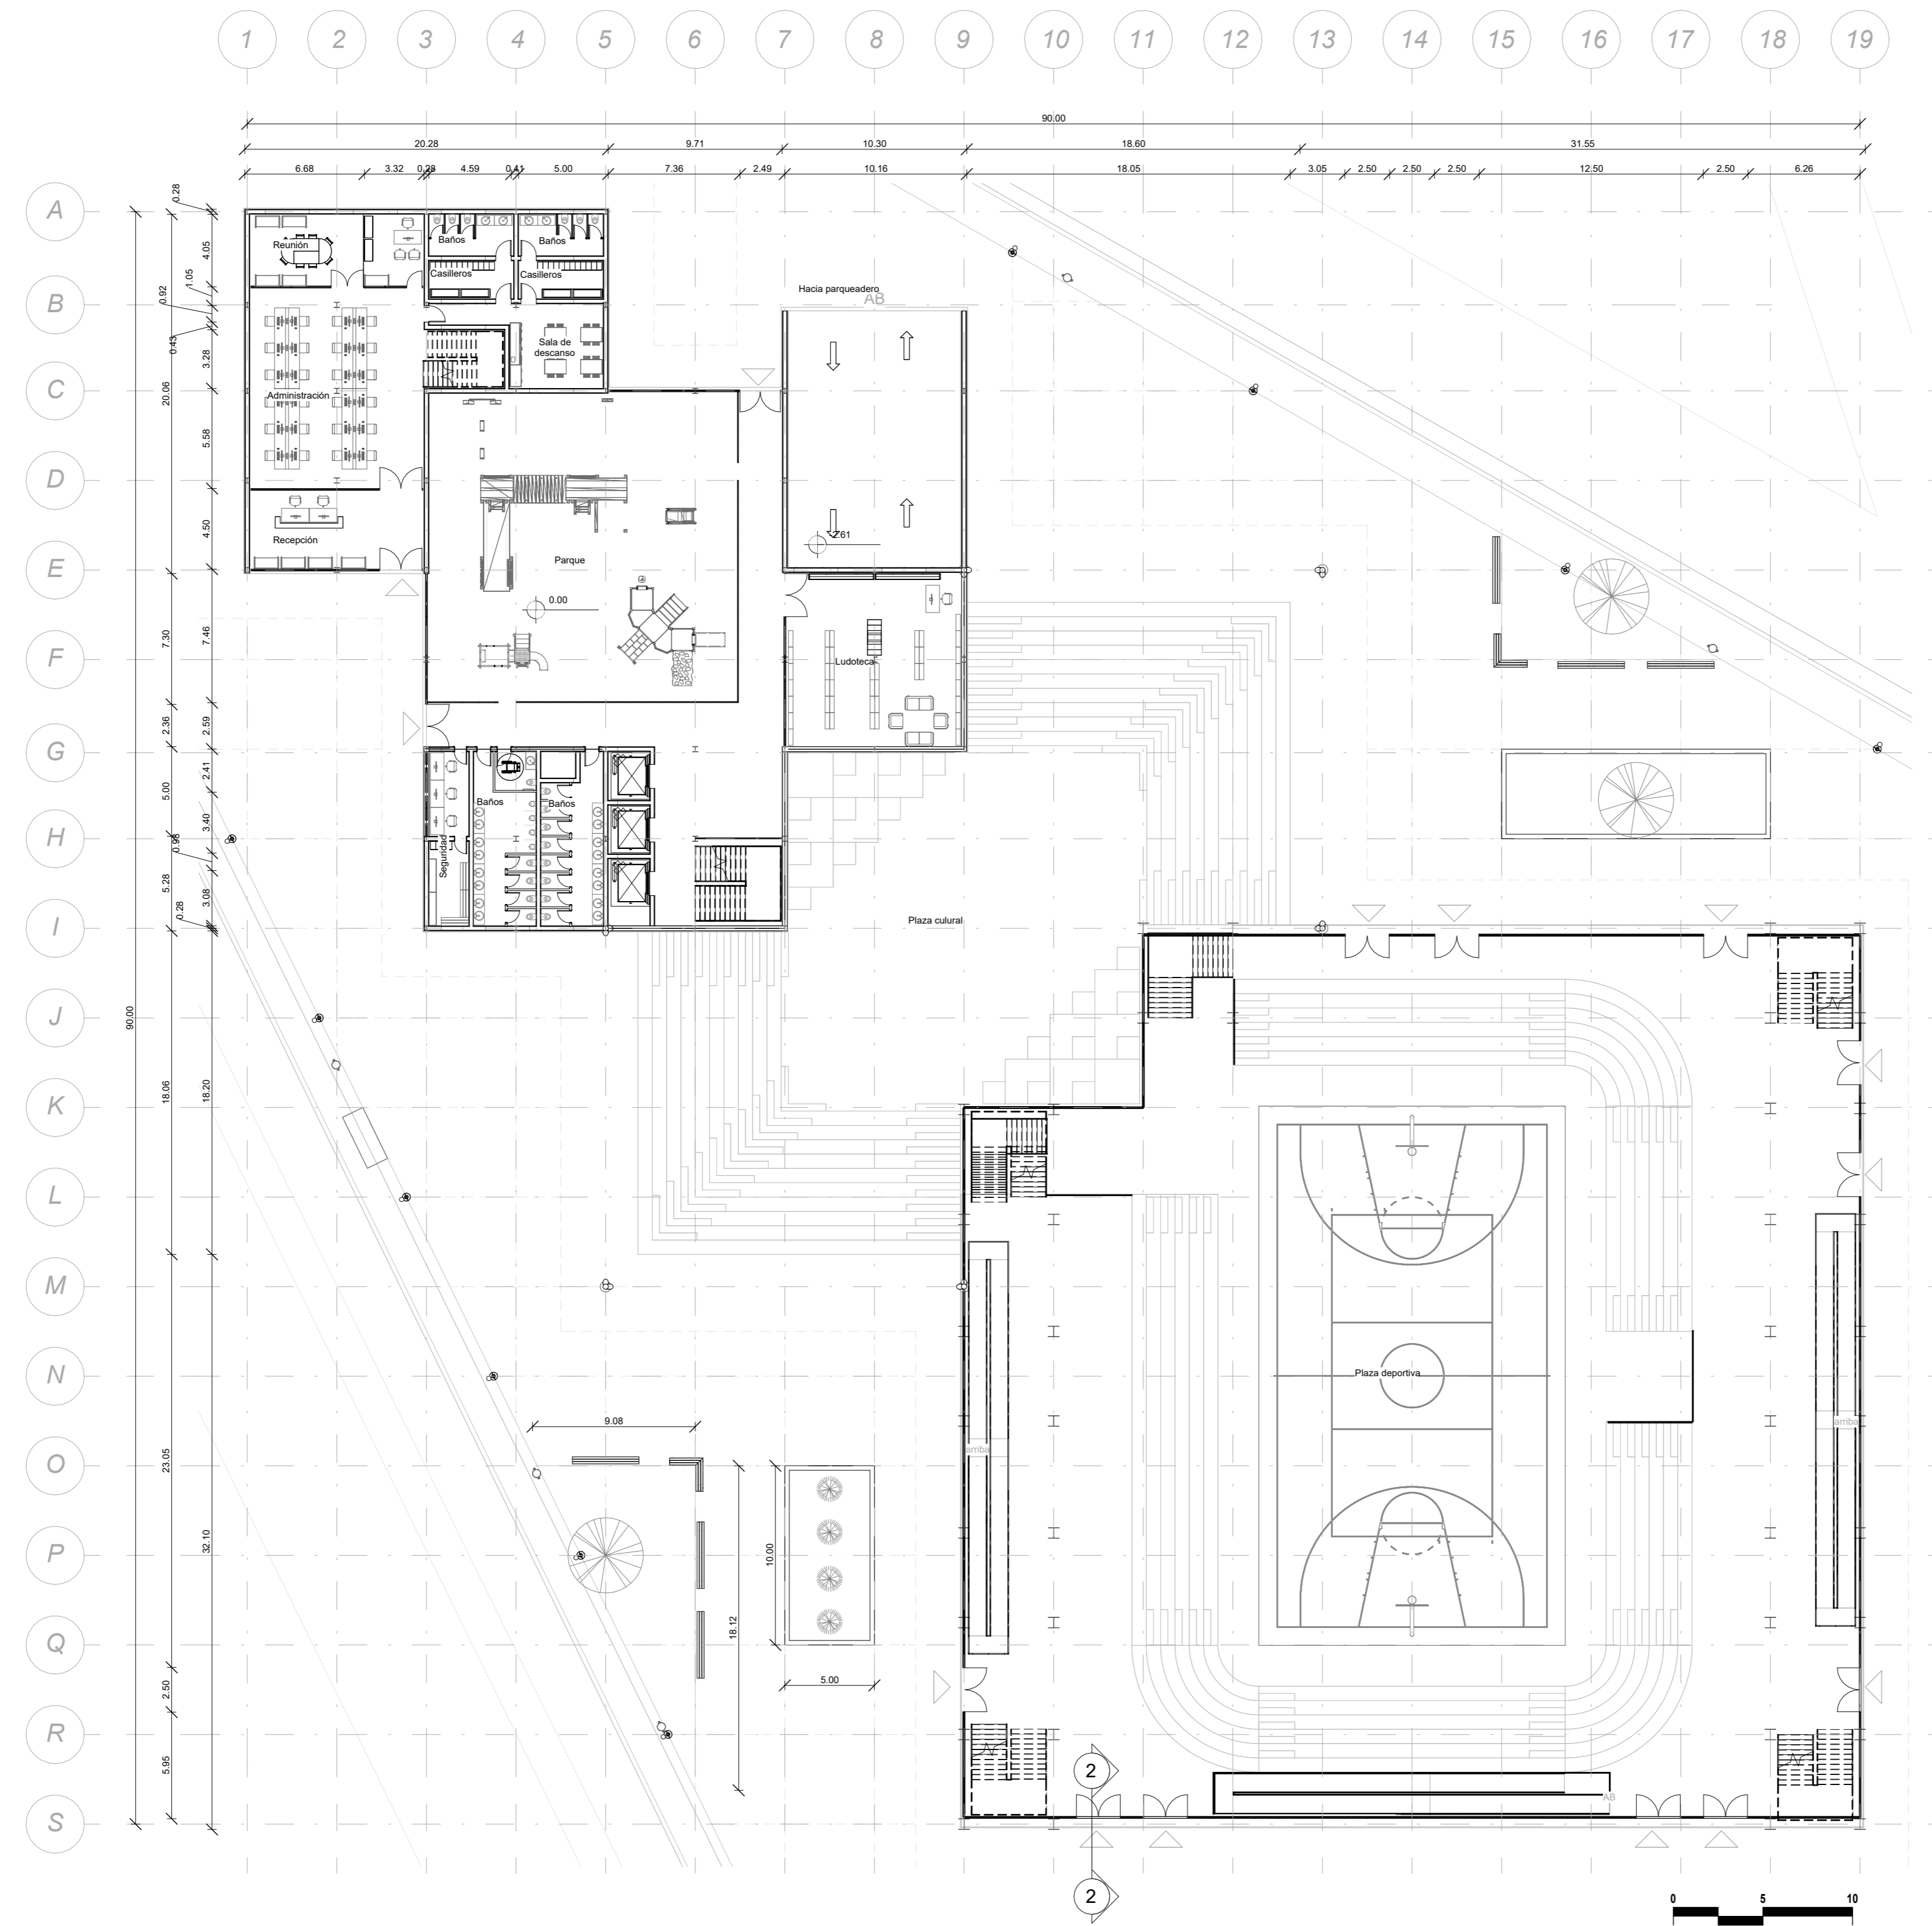 1 2 3 4 5 6 7 8 9 10 11 12 13 14 15 16 17 18 19
90.00
20.28 9.71 10.30 18.60 31.55
6.68 3.32 0.28 4.59 0.41 5.00 7.36 2.49 10.16 18.05 3.05 2.50 2.50 2.50 12.50 2.50 6.26
A
B
C
D
E
F
G
H
I
J
K
L
M
N
O
P
Q
R
S
90.00
20.06
7.30
2.36
5.00
5.28
18.06
23.05
2.50
5.95
0.28
4.05
1.05
0.92
0.43
3.28
5.58
4.50
7.46
2.59
2.41
3.40
0.98
3.08
0.28
18.20
32.10
Reunión
Baños
Baños
Casilleros
Casilleros
Sala de
descanso
Administración
Recepción
Hacia parqueadero
AB
2.61
Parque
0.00
Ludoteca
Baños
Baños
Seguridad
Plaza culural
Plaza deportiva
arriba
arriba
9.08
10.00
18.12
5.00
AB
2
2
0 5 10